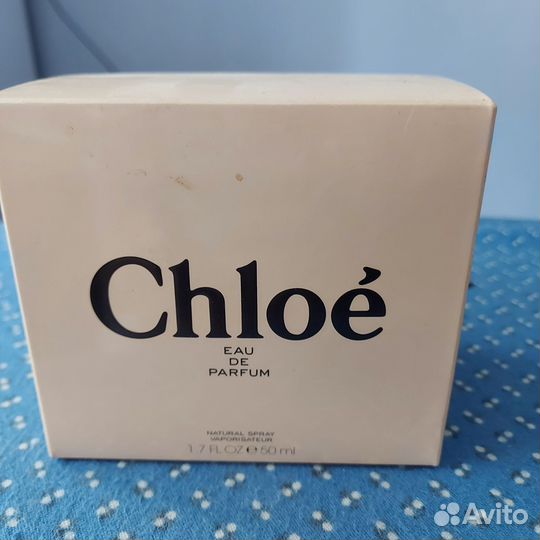 Chloé
EAU
DE
PARFUM
NATURAL SPRAY
VAPORISATEUR
1.7 FL.OZ ℮ 50 ml
Avito